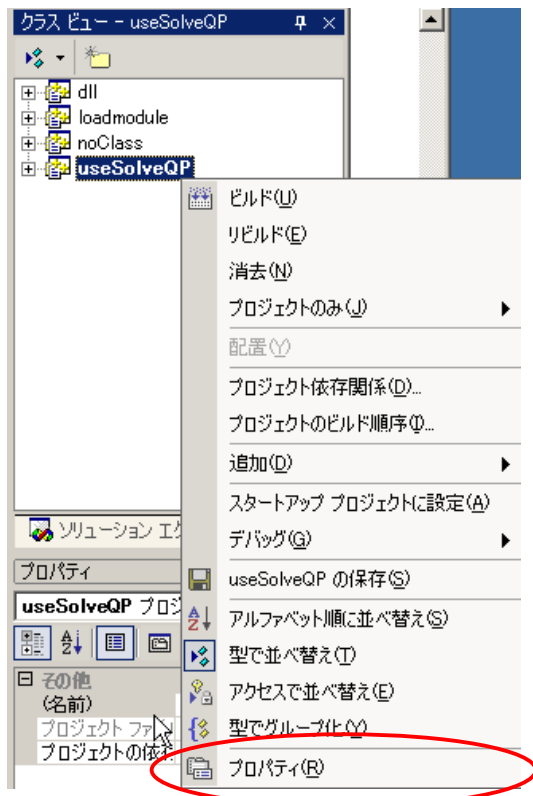 クラス ビュー - useSolveQP
dll
loadmodule
noClass
useSolveQP
ビルド(U)
リビルド(E)
消去(N)
プロジェクトのみ(J)
配置(Y)
プロジェクト依存関係(D)...
プロジェクトのビルド順序(I)...
追加(D)
スタートアップ プロジェクトに設定(A)
デバッグ(G)
useSolveQP の保存(S)
アルファベット順に並べ替え(S)
型で並べ替え(T)
アクセスで並べ替え(E)
型でグループ化(Y)
プロパティ(R)
ソリューション エク
プロパティ
useSolveQP プロジ
その他
(名前)
プロジェクト ファ
プロジェクトの依存